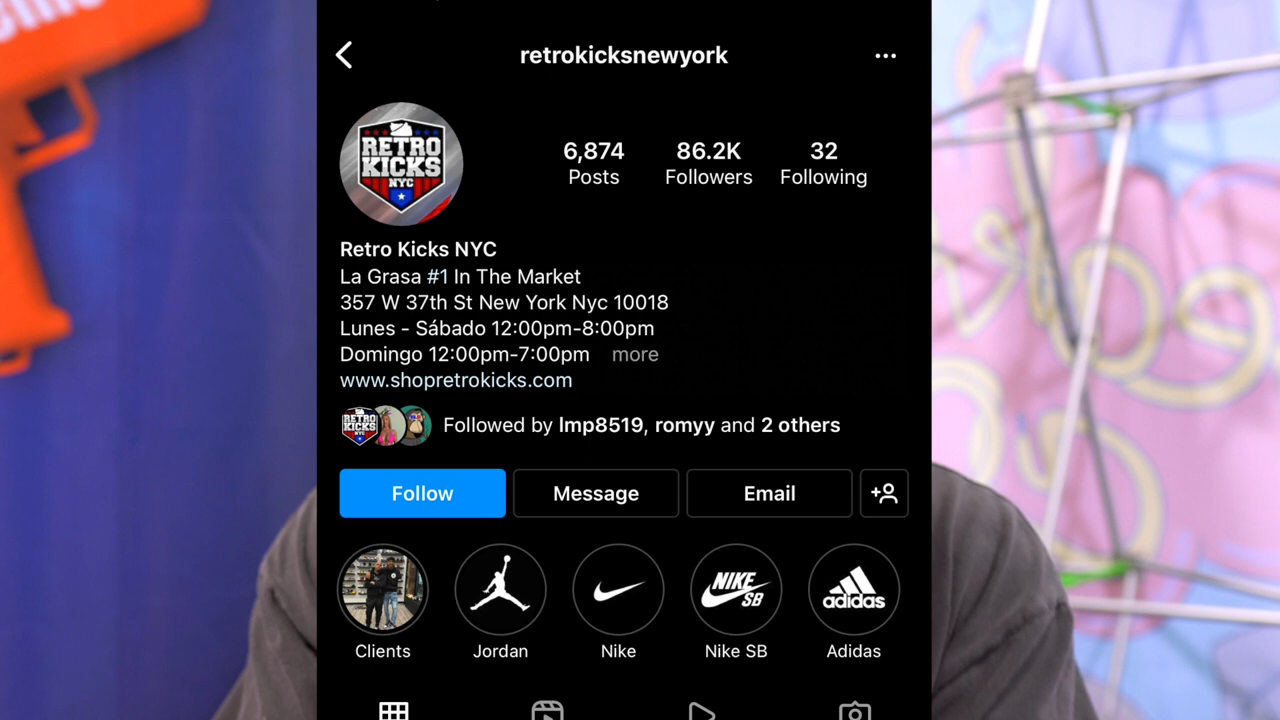 retrokicksnewyork
RETRO
KICKS
NYC
6,874
Posts
86.2K
Followers
32
Following
Retro Kicks NYC
La Grasa #1 In The Market
357 W 37th St New York Nyc 10018
Lunes - Sábado 12:00pm-8:00pm
Domingo 12:00pm-7:00pm more
www.shopretrokicks.com
RETRO
KICKS
Followed by lmp8519, romyy and 2 others
Follow
Message
Email
NIKE
SB
adidas
Clients
Jordan
Nike
Nike SB
Adidas